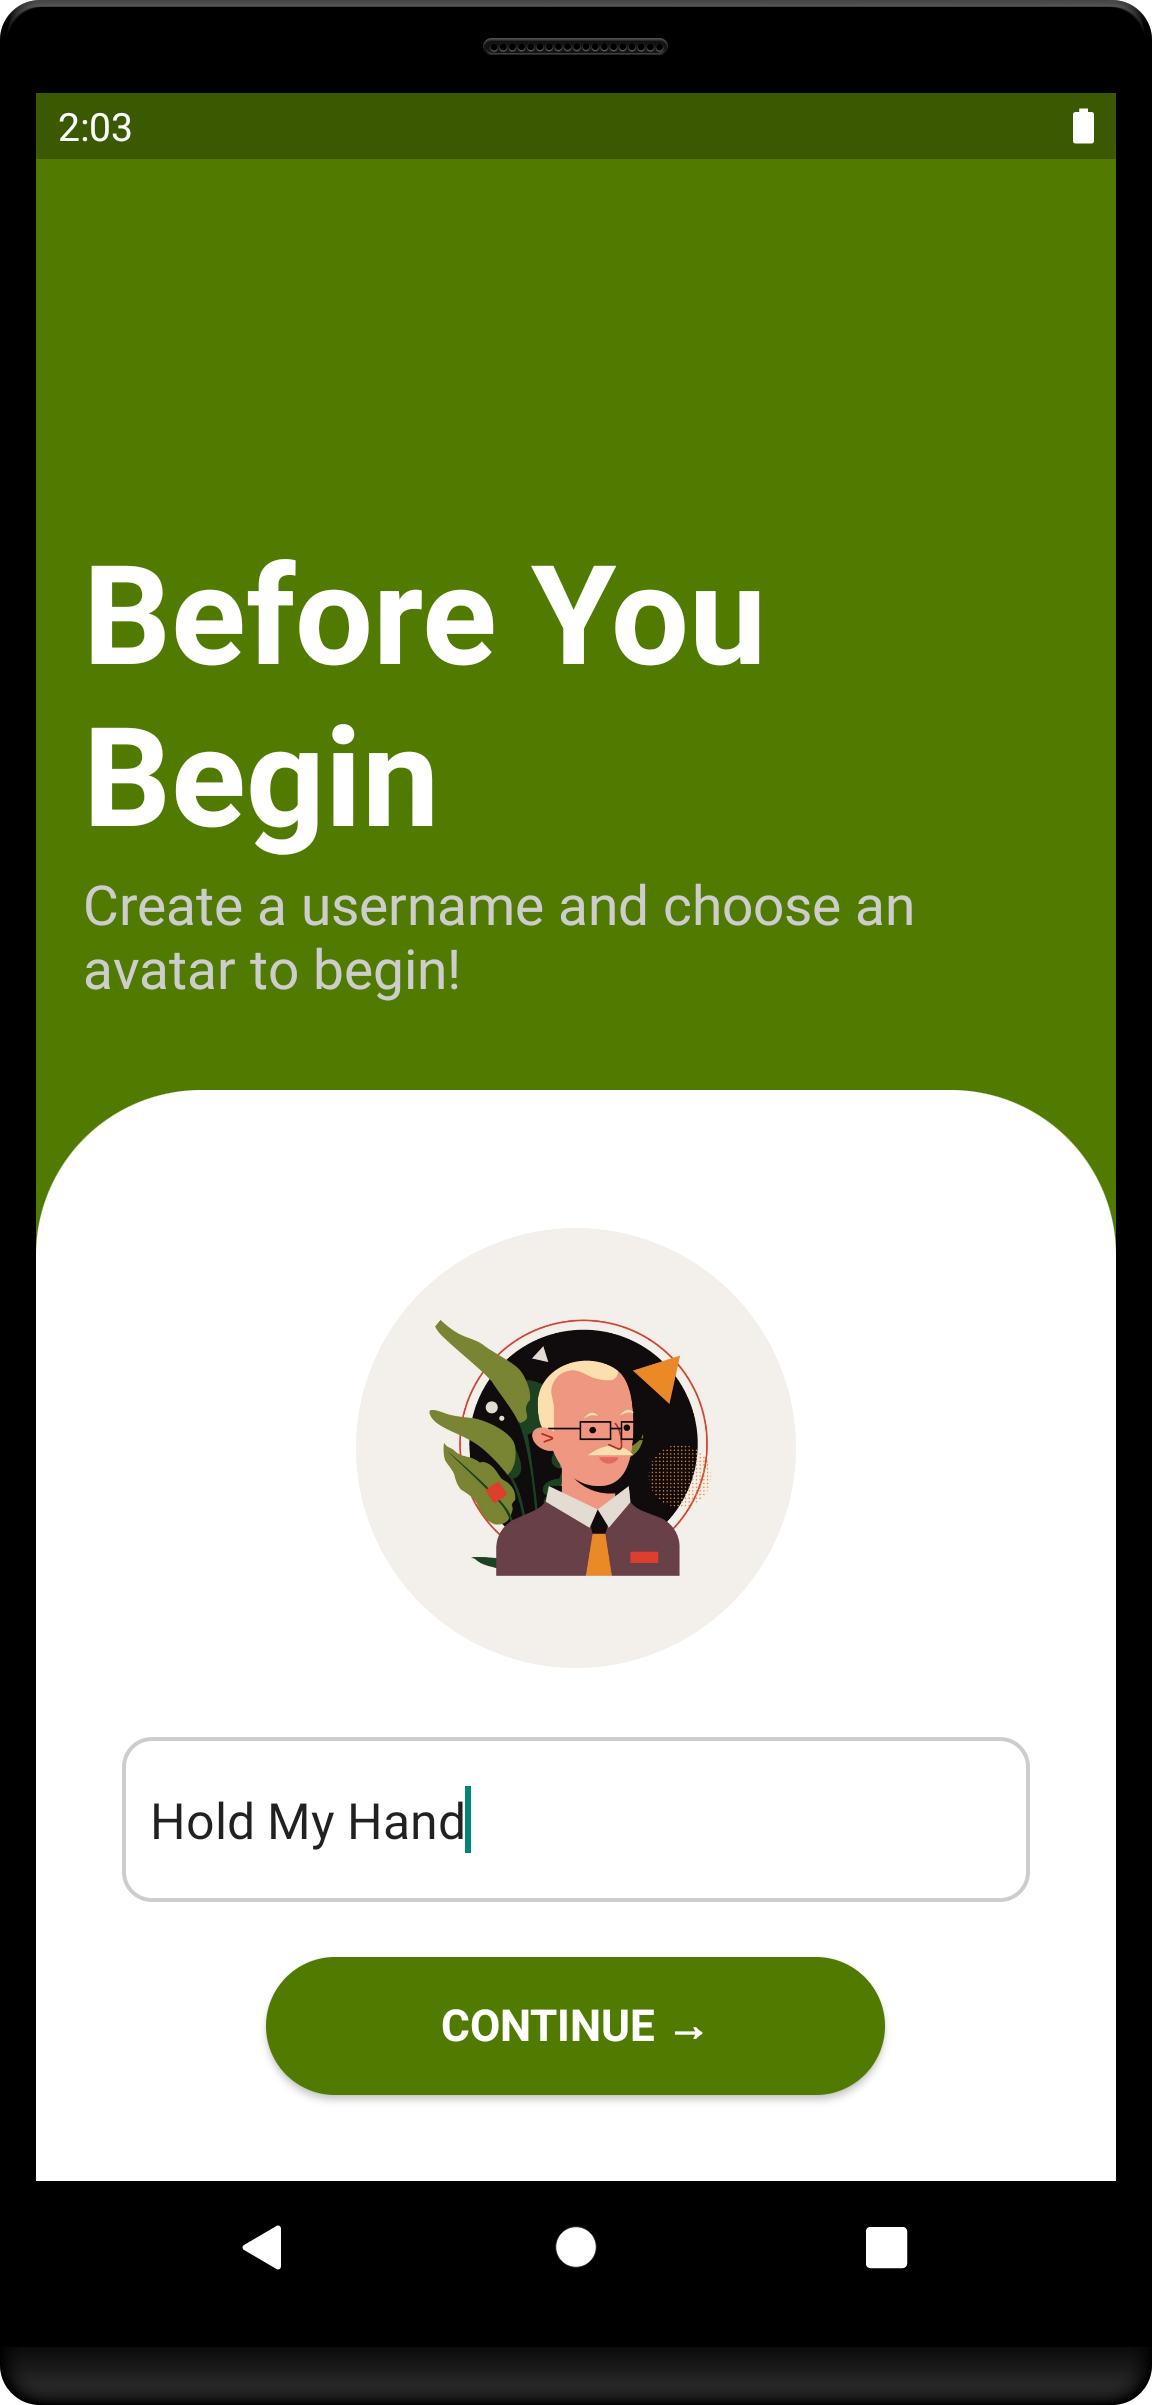 2:03
Before You
Begin
Create a username and choose an
avatar to begin!
Hold My Hand
CONTINUE →